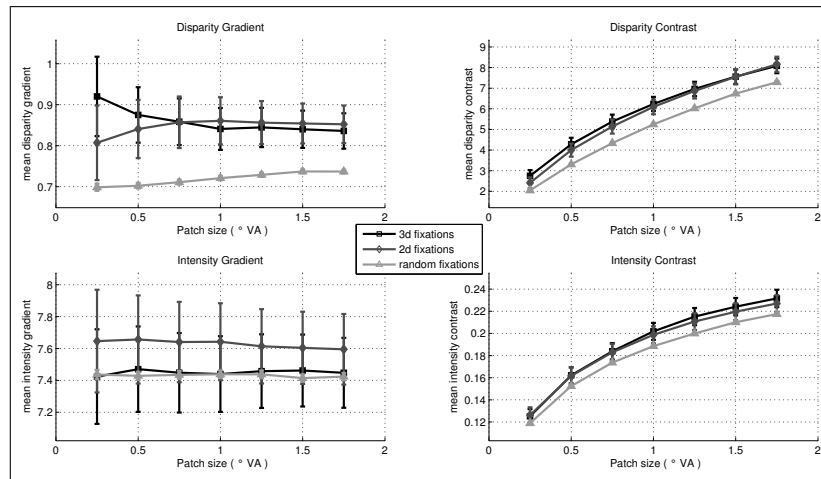 Disparity Gradient
1
0.9
0.8
0.7
mean disparity gradient
0 0.5 1 1.5 2
Patch size ( ° VA)
Disparity Contrast
9
8
7
6
5
4
3
2
mean disparity contrast
0 0.5 1 1.5 2
Patch size ( ° VA)
3d fixations
2d fixations
random fixations
Intensity Gradient
8
7.8
7.6
7.4
7.2
mean intensity gradient
0 0.5 1 1.5 2
Patch size ( ° VA)
Intensity Contrast
0.24
0.22
0.2
0.18
0.16
0.14
0.12
mean intensity contrast
0 0.5 1 1.5 2
Patch size ( ° VA)